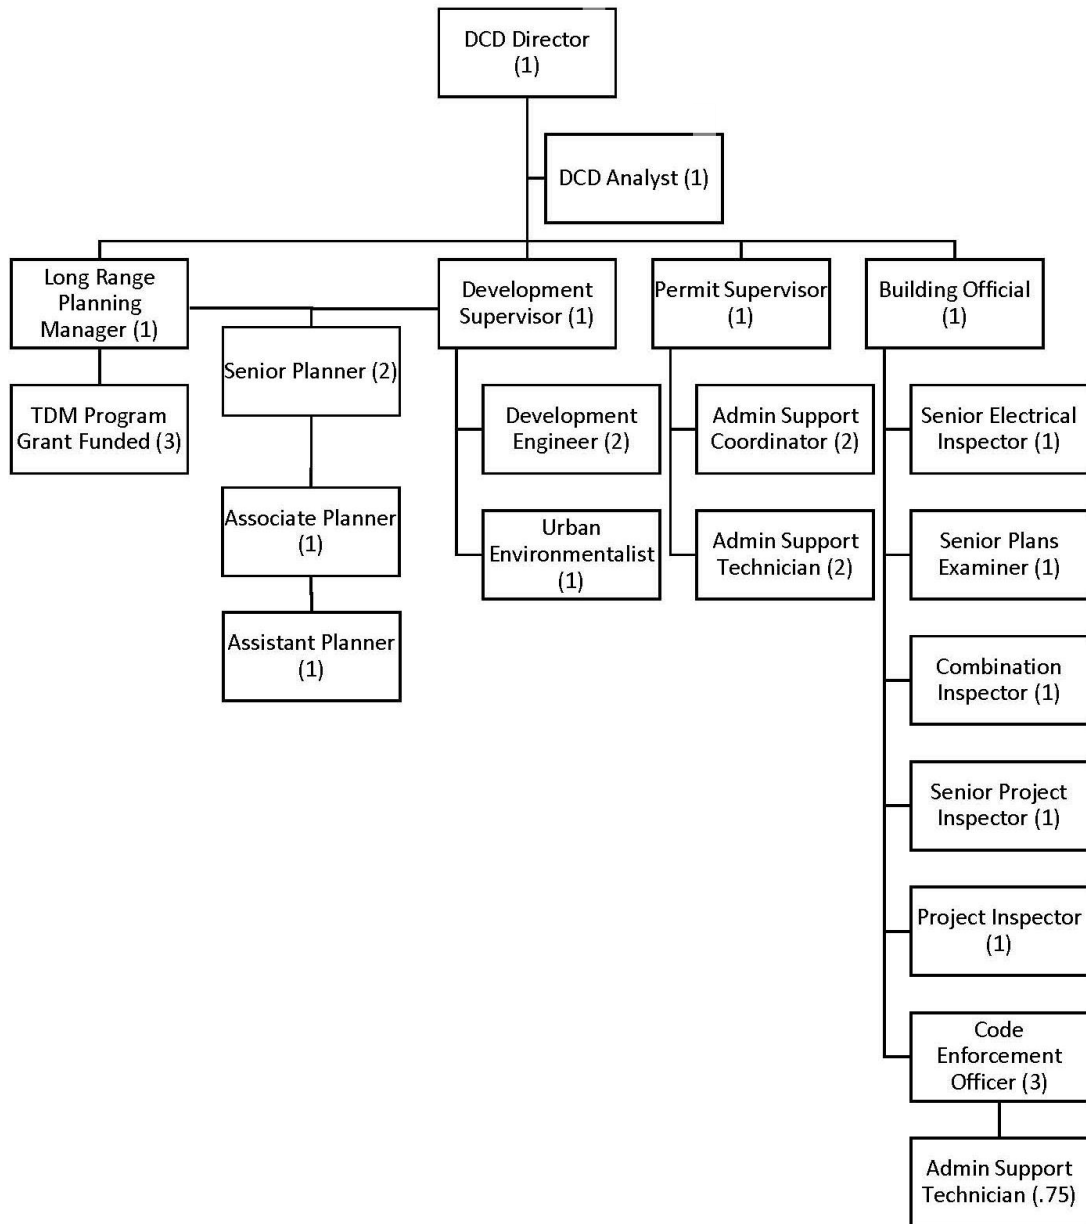 DCD Director
(1)
DCD Analyst (1)
Long Range
Planning
Manager (1)
Development
Supervisor (1)
Permit Supervisor
(1)
Building Official
(1)
Senior Planner (2)
TDM Program
Grant Funded (3)
Development
Engineer (2)
Admin Support
Coordinator (2)
Senior Electrical
Inspector (1)
Associate Planner
(1)
Urban
Environmentalist
(1)
Admin Support
Technician (2)
Senior Plans
Examiner (1)
Assistant Planner
(1)
Combination
Inspector (1)
Senior Project
Inspector (1)
Project Inspector
(1)
Code
Enforcement
Officer (3)
Admin Support
Technician (.75)